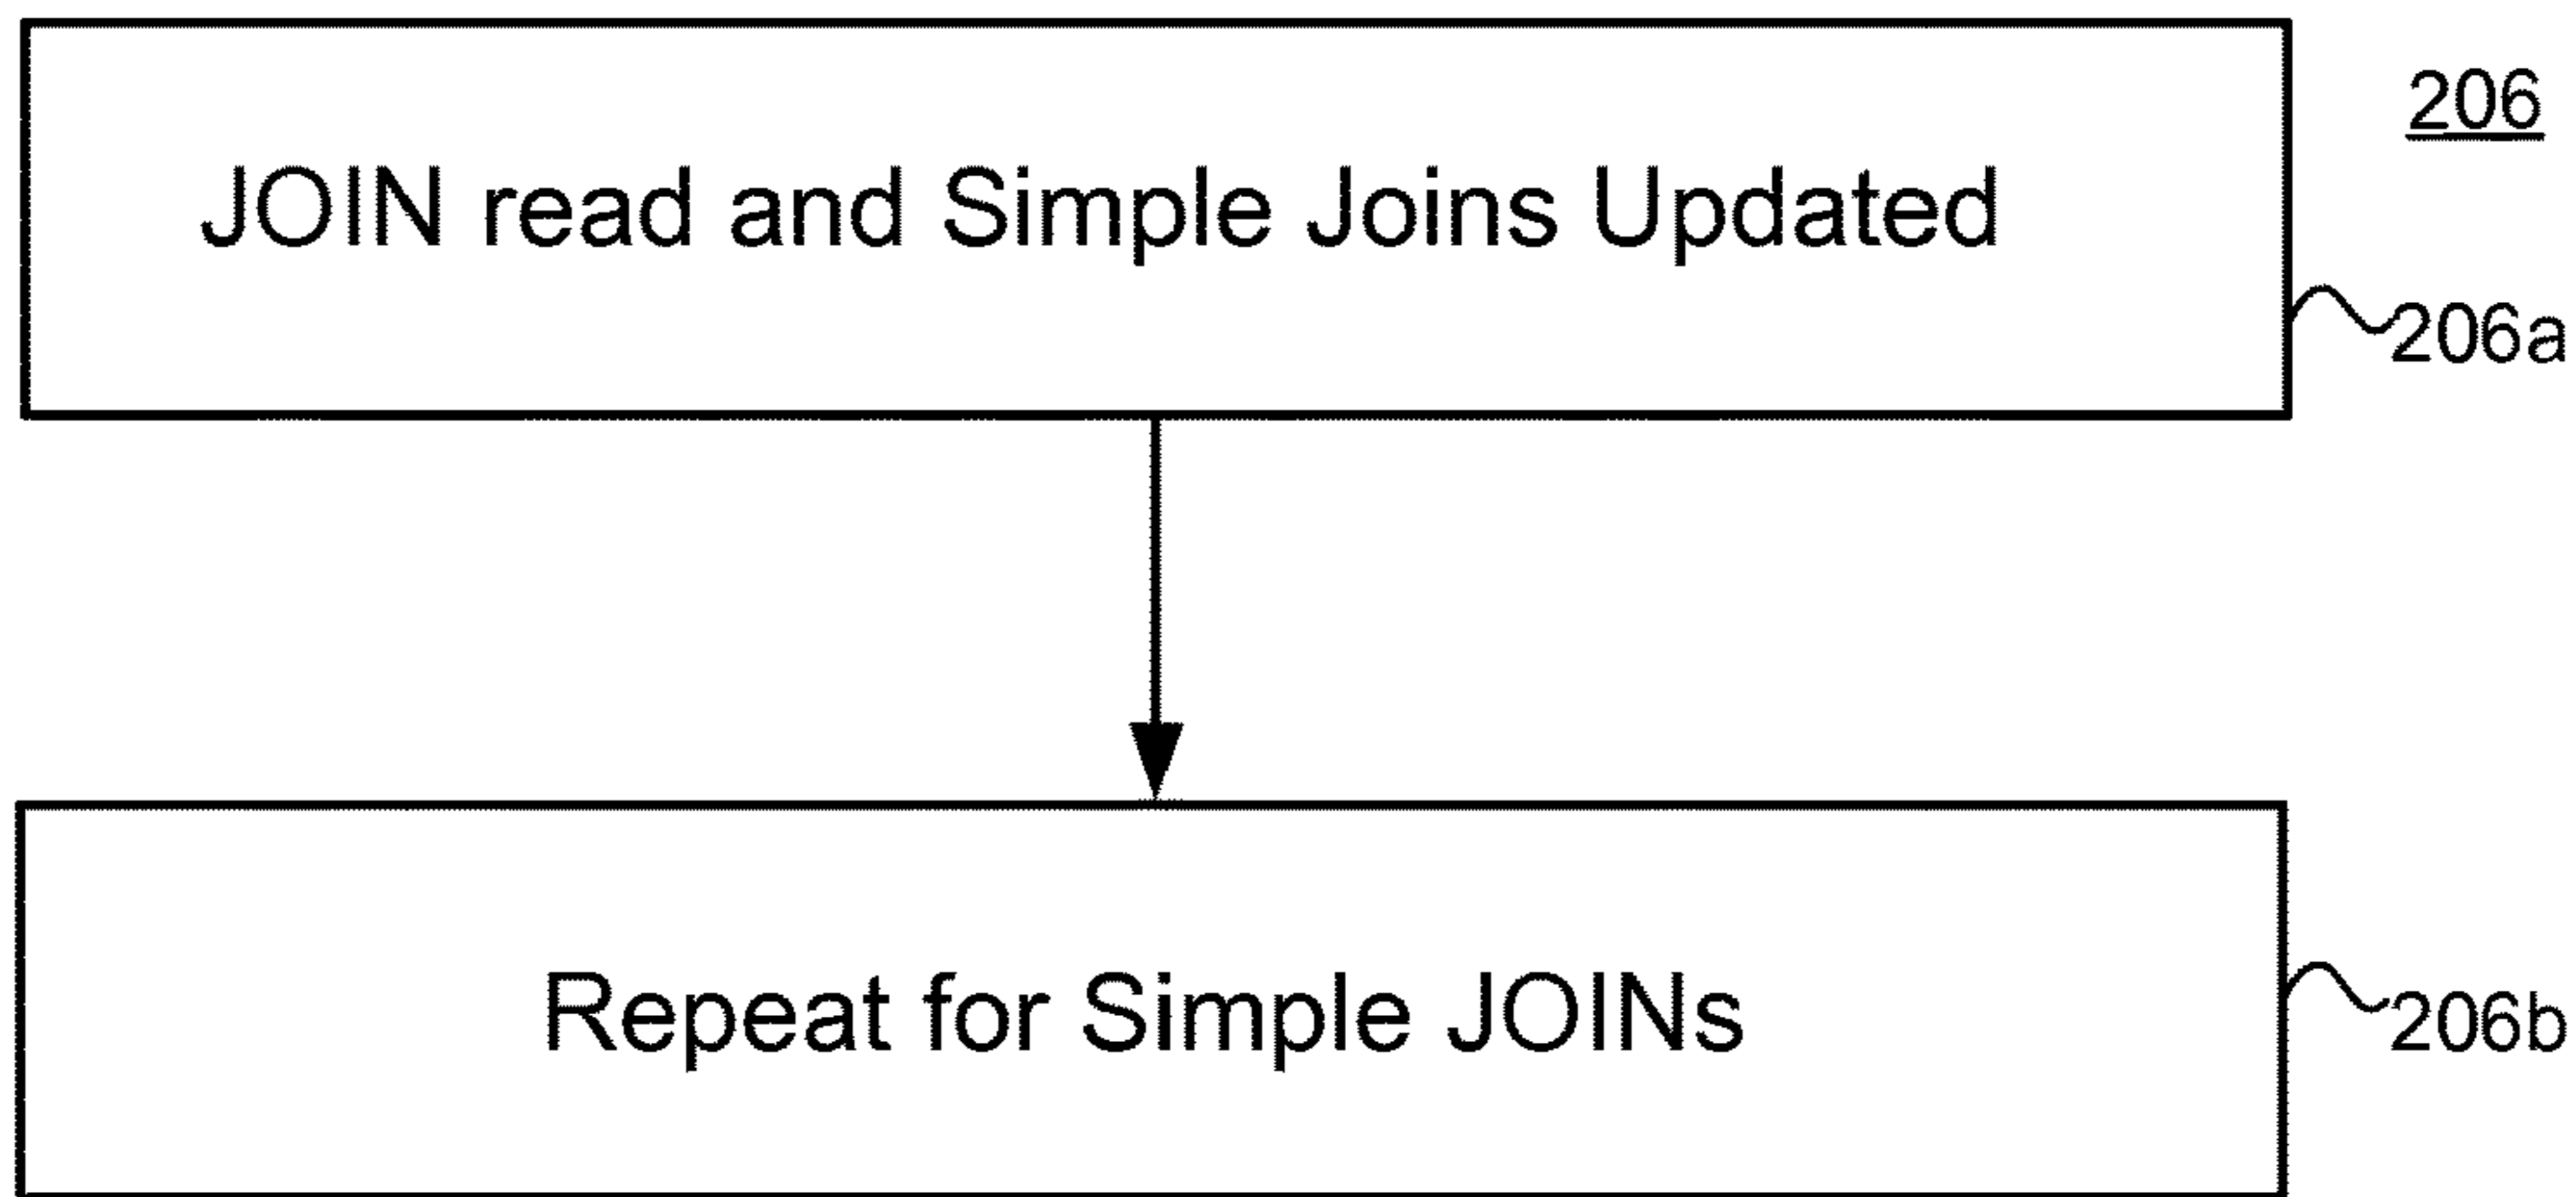 206
JOIN read and Simple Joins Updated
206a
Repeat for Simple JOINs
206b